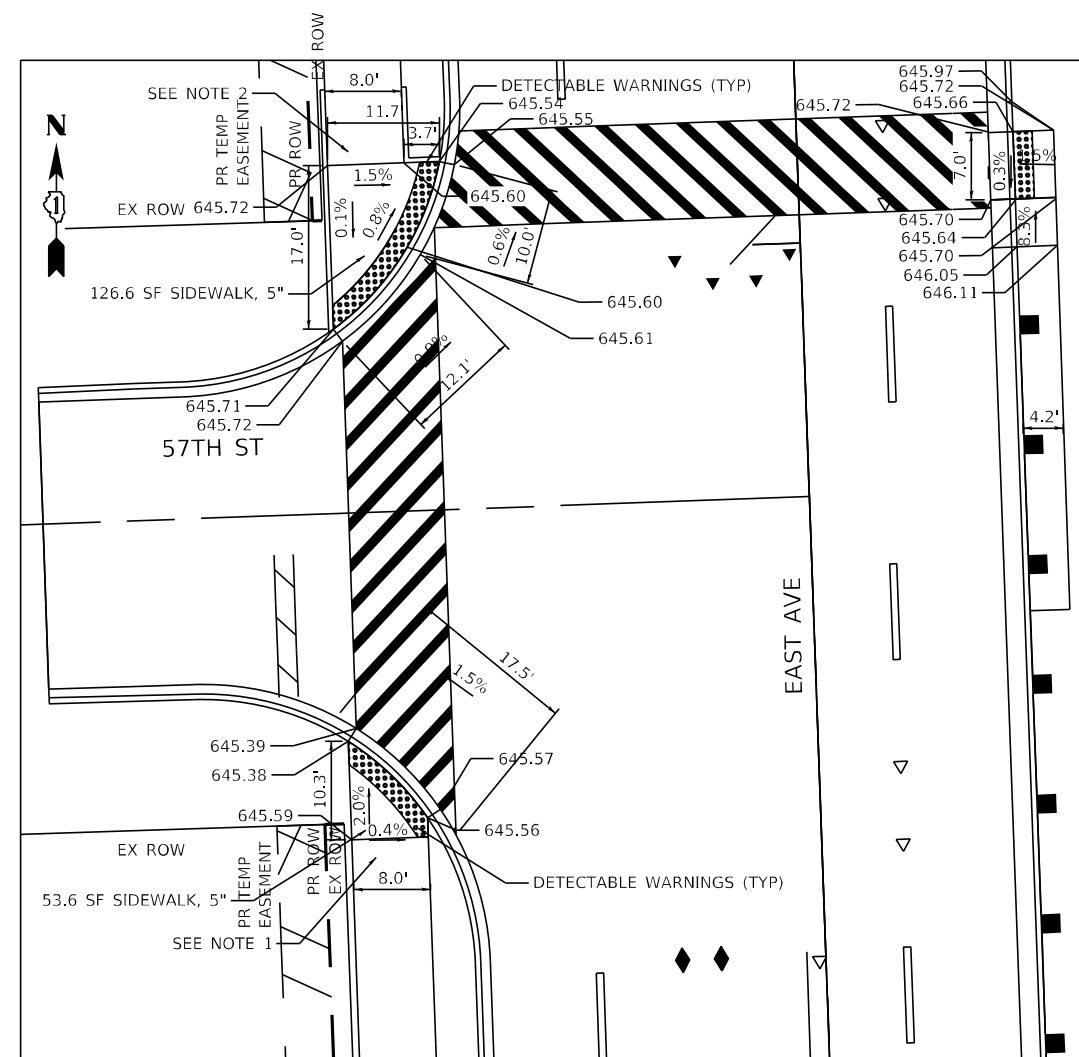 EX ROW
8.0'
SEE NOTE 2
11.7
DETECTABLE WARNINGS (TYP)
645.54
645.55
3.7'
645.97
645.72
645.66
645.72
N
PR TEMP
EASEMENT
PR ROW
1.5%
EX ROW
645.72
0.1%
0.8%
17.0'
645.60
0.6%
10.0'
7.0'
0.3%
5%
645.70
645.64
645.70
8.3%
646.05
646.11
126.6 SF SIDEWALK, 5"
645.60
645.61
12.1'
645.71
645.72
57TH ST
4.2'
EAST AVE
17.5'
1.5%
645.39
645.38
645.57
10.3'
2.0%
645.59
0.4%
645.56
EX ROW
PR TEMP
EASEMENT
PR ROW
EX ROW
8.0'
53.6 SF SIDEWALK, 5"
DETECTABLE WARNINGS (TYP)
SEE NOTE 1